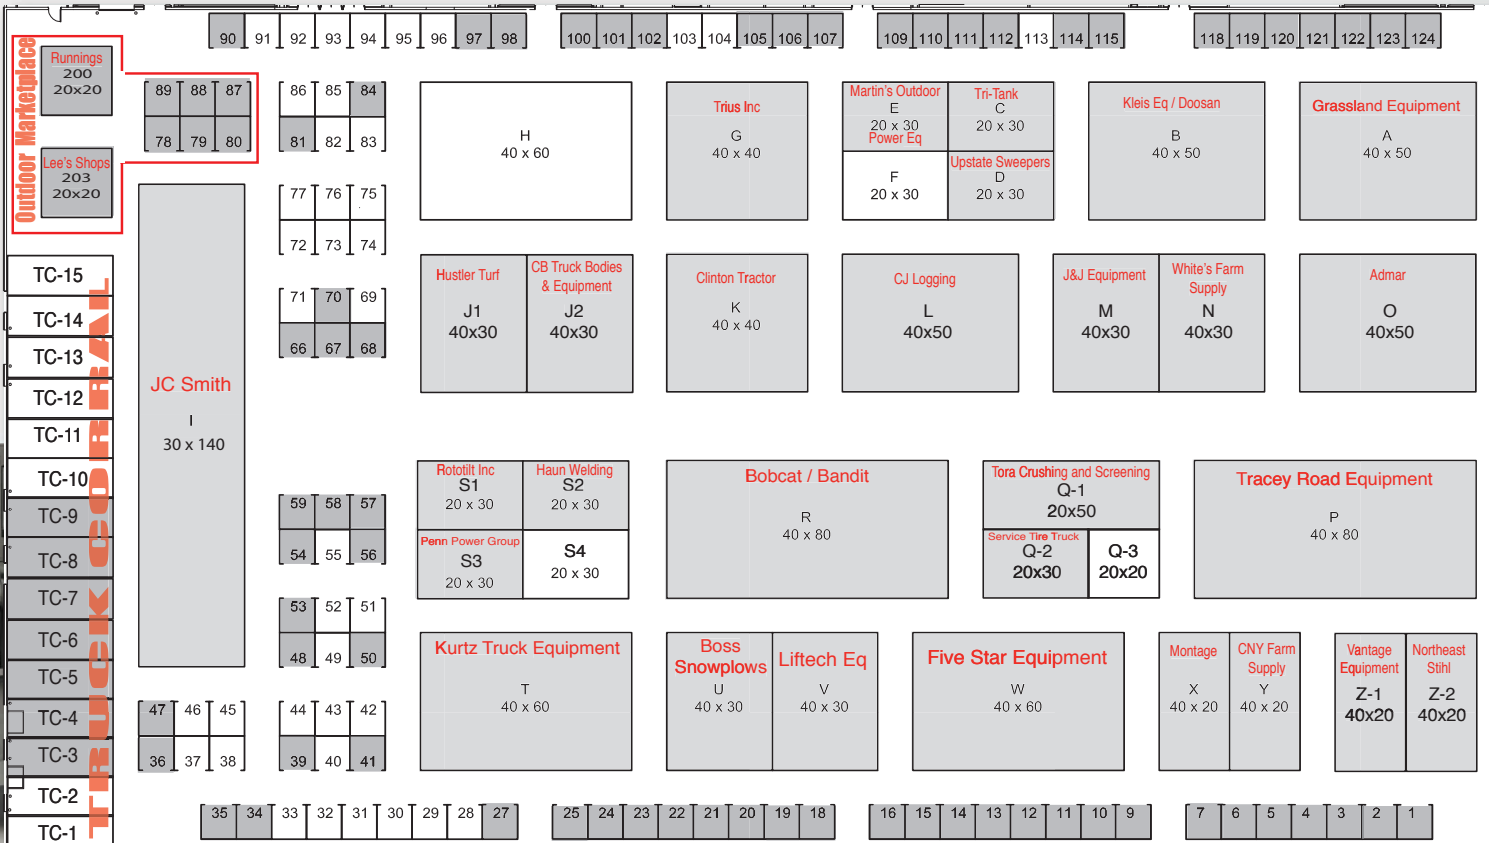 90 91 92 93 94 95 96 97 98
100 101 102 103 104 105 106 107
109 110 111 112 113 114 115
118 119 120 121 122 123 124
Outdoor Marketplace
Runnings
200
20x20
Lee's Shops
203
20x20
89 88 87
78 79 80
86 85 84
81 82 83
H
40 x 60
Trius Inc
G
40 x 40
Martin's Outdoor
E
20 x 30
Power Eq
Tri-Tank
C
20 x 30
F
20 x 30
Upstate Sweepers
D
20 x 30
Kleis Eq / Doosan
B
40 x 50
Grassland Equipment
A
40 x 50
77 76 75
72 73 74
TRUCK CORRAL
TC-15
TC-14
TC-13
TC-12
TC-11
TC-10
TC-9
TC-8
TC-7
TC-6
TC-5
TC-4
TC-3
TC-2
TC-1
JC Smith
I
30 x 140
71 70 69
66 67 68
Hustler Turf
J1
40x30
CB Truck Bodies
& Equipment
J2
40x30
Clinton Tractor
K
40 x 40
CJ Logging
L
40x50
J&J Equipment
M
40x30
White's Farm
Supply
N
40x30
Admar
O
40x50
59 58 57
54 55 56
Rototilt Inc
S1
20 x 30
Haun Welding
S2
20 x 30
Penn Power Group
S3
20 x 30
S4
20 x 30
Bobcat / Bandit
R
40 x 80
Tora Crushing and Screening
Q-1
20x50
Service Tire Truck
Q-2
20x30
Q-3
20x20
Tracey Road Equipment
P
40 x 80
53 52 51
48 49 50
Kurtz Truck Equipment
T
40 x 60
Boss
Snowplows
U
40 x 30
Liftech Eq
V
40 x 30
Five Star Equipment
W
40 x 60
Montage
X
40 x 20
CNY Farm
Supply
Y
40 x 20
Vantage
Equipment
Z-1
40x20
Northeast
Stihl
Z-2
40x20
47 46 45
36 37 38
44 43 42
39 40 41
35 34 33 32 31 30 29 28 27
25 24 23 22 21 20 19 18
16 15 14 13 12 11 10 9
7 6 5 4 3 2 1